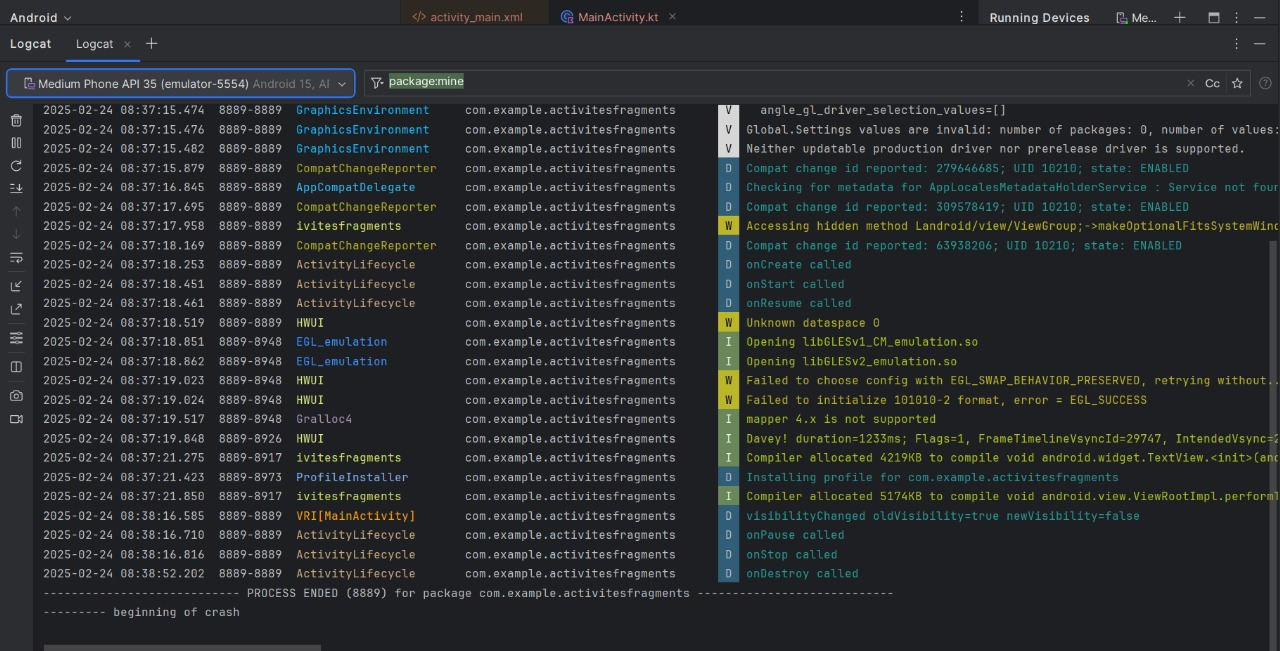 Android
activity_main.xml
MainActivity.kt
Running Devices
Me...
Logcat
Logcat
Medium Phone API 35 (emulator-5554) Android 15, AI
package:mine
Cc
2025-02-24 08:37:15.474 8889-8889 GraphicsEnvironment com.example.activitesfragments V angle_gl_driver_selection_values=[]
2025-02-24 08:37:15.476 8889-8889 GraphicsEnvironment com.example.activitesfragments V Global.Settings values are invalid: number of packages: 0, number of values:
2025-02-24 08:37:15.482 8889-8889 GraphicsEnvironment com.example.activitesfragments V Neither updatable production driver nor prerelease driver is supported.
2025-02-24 08:37:15.879 8889-8889 CompatChangeReporter com.example.activitesfragments D Compat change id reported: 279646685; UID 10210; state: ENABLED
2025-02-24 08:37:16.845 8889-8889 AppCompatDelegate com.example.activitesfragments D Checking for metadata for AppLocalesMetadataHolderService : Service not foun
2025-02-24 08:37:17.695 8889-8889 CompatChangeReporter com.example.activitesfragments D Compat change id reported: 309578419; UID 10210; state: ENABLED
2025-02-24 08:37:17.958 8889-8889 ivitesfragments com.example.activitesfragments W Accessing hidden method Landroid/view/ViewGroup;->makeOptionalFitsSystemWind
2025-02-24 08:37:18.169 8889-8889 CompatChangeReporter com.example.activitesfragments D Compat change id reported: 63938206; UID 10210; state: ENABLED
2025-02-24 08:37:18.253 8889-8889 ActivityLifecycle com.example.activitesfragments D onCreate called
2025-02-24 08:37:18.451 8889-8889 ActivityLifecycle com.example.activitesfragments D onStart called
2025-02-24 08:37:18.461 8889-8889 ActivityLifecycle com.example.activitesfragments D onResume called
2025-02-24 08:37:18.519 8889-8889 HWUI com.example.activitesfragments W Unknown dataspace 0
2025-02-24 08:37:18.851 8889-8948 EGL_emulation com.example.activitesfragments I Opening libGLESv1_CM_emulation.so
2025-02-24 08:37:18.862 8889-8948 EGL_emulation com.example.activitesfragments I Opening libGLESv2_emulation.so
2025-02-24 08:37:19.023 8889-8948 HWUI com.example.activitesfragments W Failed to choose config with EGL_SWAP_BEHAVIOR_PRESERVED, retrying without..
2025-02-24 08:37:19.024 8889-8948 HWUI com.example.activitesfragments W Failed to initialize 101010-2 format, error = EGL_SUCCESS
2025-02-24 08:37:19.517 8889-8948 Gralloc4 com.example.activitesfragments I mapper 4.x is not supported
2025-02-24 08:37:19.848 8889-8926 HWUI com.example.activitesfragments I Davey! duration=1233ms; Flags=1, FrameTimelineVsyncId=29747, IntendedVsync=2
2025-02-24 08:37:21.275 8889-8917 ivitesfragments com.example.activitesfragments I Compiler allocated 4219KB to compile void android.widget.TextView.<init>(and
2025-02-24 08:37:21.423 8889-8973 ProfileInstaller com.example.activitesfragments D Installing profile for com.example.activitesfragments
2025-02-24 08:37:21.850 8889-8917 ivitesfragments com.example.activitesfragments I Compiler allocated 5174KB to compile void android.view.ViewRootImpl.performT
2025-02-24 08:38:16.585 8889-8889 VRI[MainActivity] com.example.activitesfragments D visibilityChanged oldVisibility=true newVisibility=false
2025-02-24 08:38:16.710 8889-8889 ActivityLifecycle com.example.activitesfragments D onPause called
2025-02-24 08:38:16.816 8889-8889 ActivityLifecycle com.example.activitesfragments D onStop called
2025-02-24 08:38:52.202 8889-8889 ActivityLifecycle com.example.activitesfragments D onDestroy called
---------------------------- PROCESS ENDED (8889) for package com.example.activitesfragments ----------------------------
--------- beginning of crash